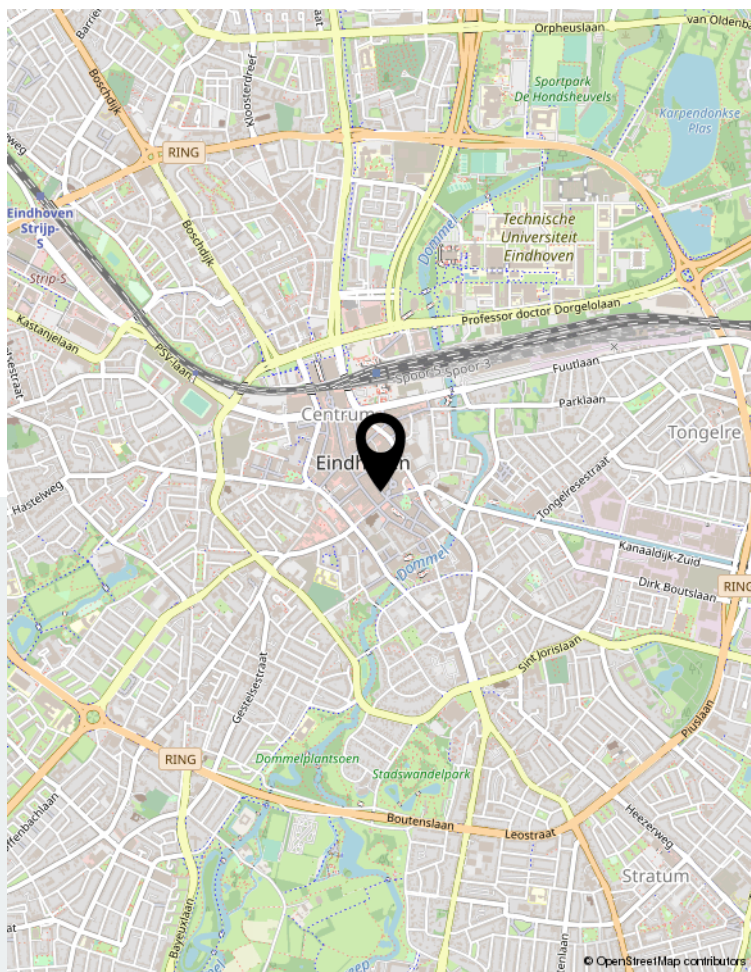 Orpheuslaan
van Oldenba
Barrier
Boschdijk
Kloosterdreef
Sportpark
De Hondsheuvels
Karpendonkse
Plas
RING
Eindhoven
Strijp-
S
Boschdijk
Dommel
Technische
Universiteit
Eindhoven
Strip-S
Kastanjelaan
PSV-laan
Professor doctor Dorgelolaan
Spoor 5
Spoor 3
Fuutlaan
Centrum
Parklaan
Tongelre
Hastelweg
Tongelresestraat
Kanaaldijk-Zuid
Dommel
Dirk Boutslaan
RING
Gestelsestraat
Sint Jorislaan
Piuslaan
RING
Dommelplantsoen
Stadswandelpark
Boutenslaan
Leostraat
Heezerweg
Stratum
Bayeuxlaan
© OpenStreetMap contributors